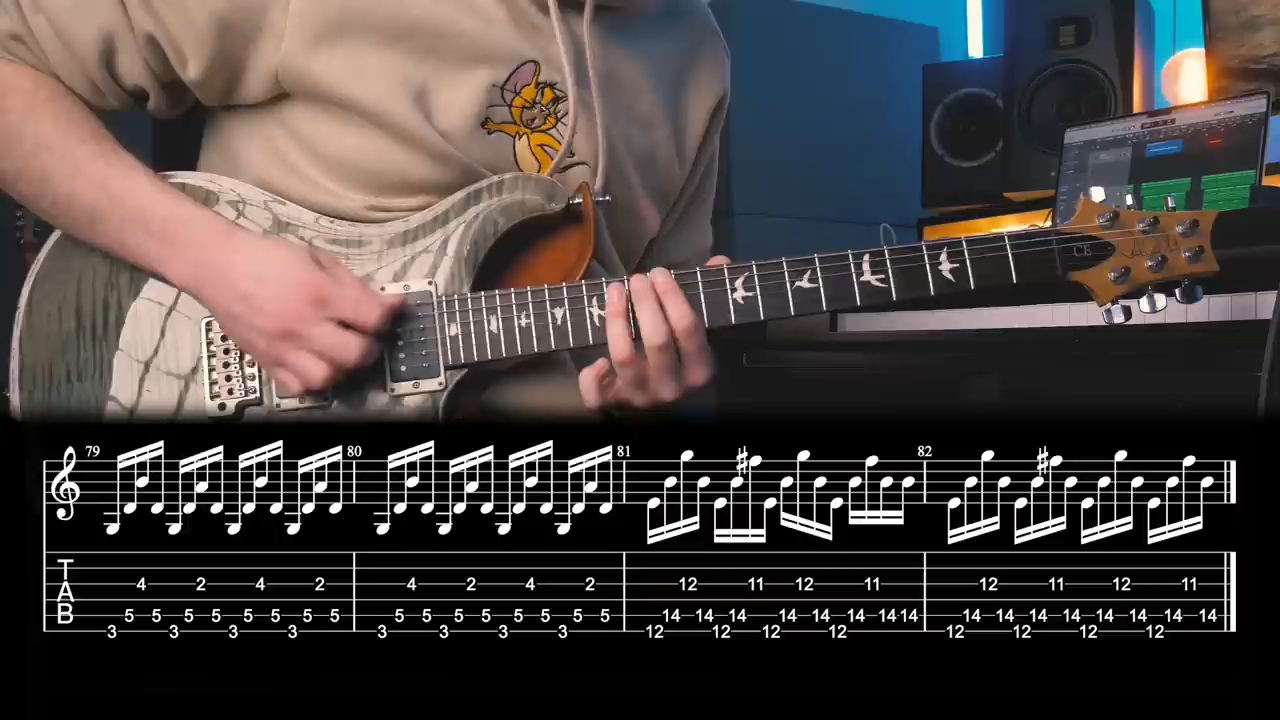 CE
79 80 81 82
T
A
B
4 2 4 2 4 2 4 2 12 11 12 11 12 11 12 11
5 5 5 5 5 5 5 5 5 5 5 5 5 5 5 5 14 14 14 14 14 14 14 14 14 14 14 14 14 14 14 14 14
3 3 3 3 3 3 3 3 12 12 12 12 12 12 12 12